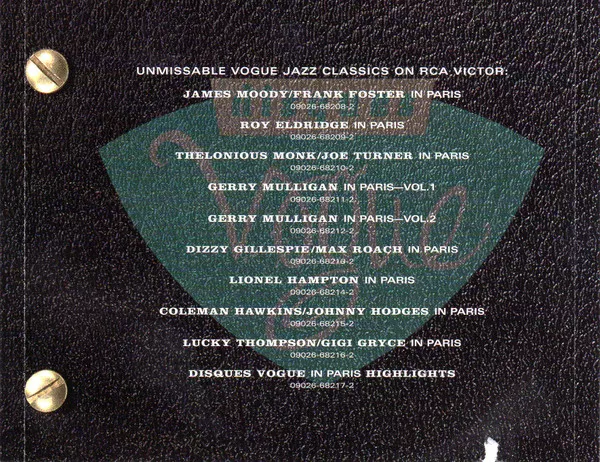 UNMISSABLE VOGUE JAZZ CLASSICS ON RCA VICTOR:
JAMES MOODY/FRANK FOSTER IN PARIS
09026-68208-2
ROY ELDRIDGE IN PARIS
09026-68209-2
THELONIOUS MONK/JOE TURNER IN PARIS
09026-68210-2
GERRY MULLIGAN IN PARIS—VOL.1
09026-68211-2
GERRY MULLIGAN IN PARIS—VOL.2
09026-68212-2
DIZZY GILLESPIE/MAX ROACH IN PARIS
09026-68213-2
LIONEL HAMPTON IN PARIS
09026-68214-2
COLEMAN HAWKINS/JOHNNY HODGES IN PARIS
09026-68215-2
LUCKY THOMPSON/GIGI GRYCE IN PARIS
09026-68216-2
DISQUES VOGUE IN PARIS HIGHLIGHTS
09026-68217-2
Vogue